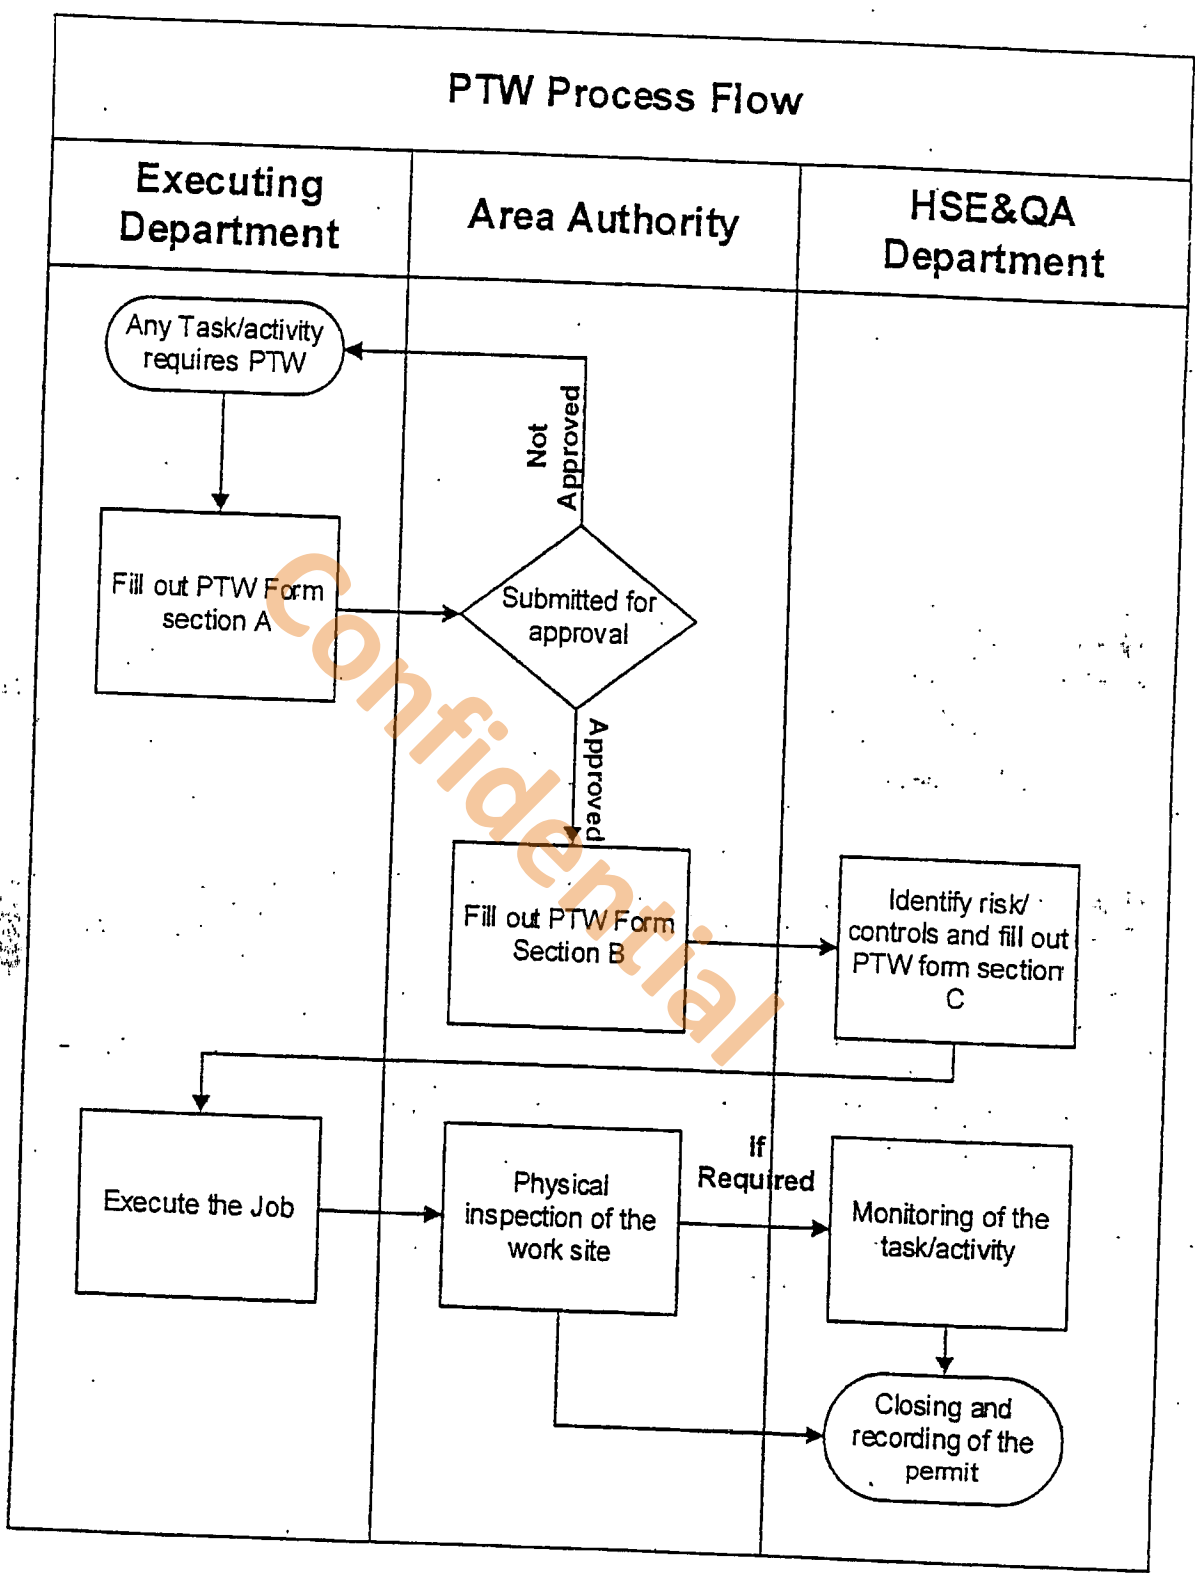 PTW Process Flow
Executing
Department
Area Authority
HSE&QA
Department
Any Task/activity
requires PTW
Not
Approved
Fill out PTW Form
section A
Submitted for
approval
Approved
Fill out PTW Form
Section B
Identify risk/
controls and fill out
PTW form section
C
Execute the Job
Physical
inspection of the
work site
If
Required
Monitoring of the
task/activity
Closing and
recording of the
permit
Confidential